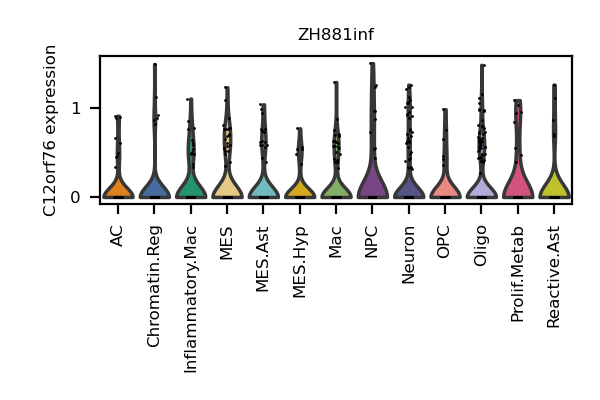 ZH881inf
C12orf76 expression
1
0
AC
Chromatin.Reg
Inflammatory.Mac
MES
MES.Ast
MES.Hyp
Mac
NPC
Neuron
OPC
Oligo
Prolif.Metab
Reactive.Ast